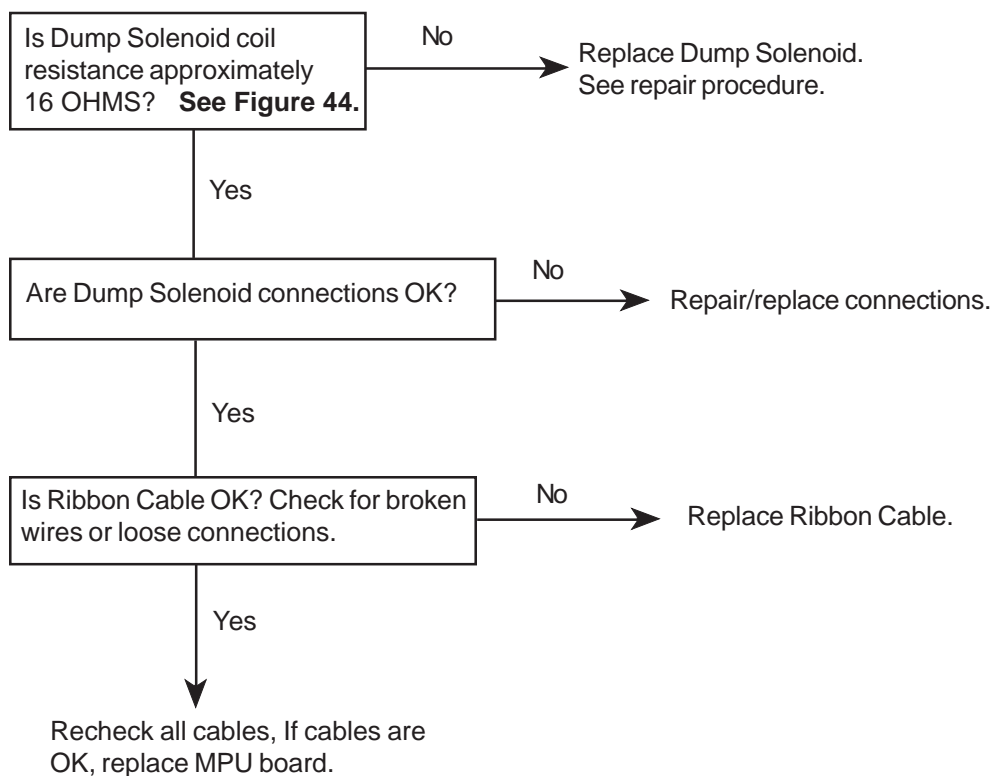 Is Dump Solenoid coil
resistance approximately
16 OHMS? See Figure 44.
No
Replace Dump Solenoid.
See repair procedure.
Yes
Are Dump Solenoid connections OK?
No
Repair/replace connections.
Yes
Is Ribbon Cable OK? Check for broken
wires or loose connections.
No
Replace Ribbon Cable.
Yes
Recheck all cables, If cables are
OK, replace MPU board.